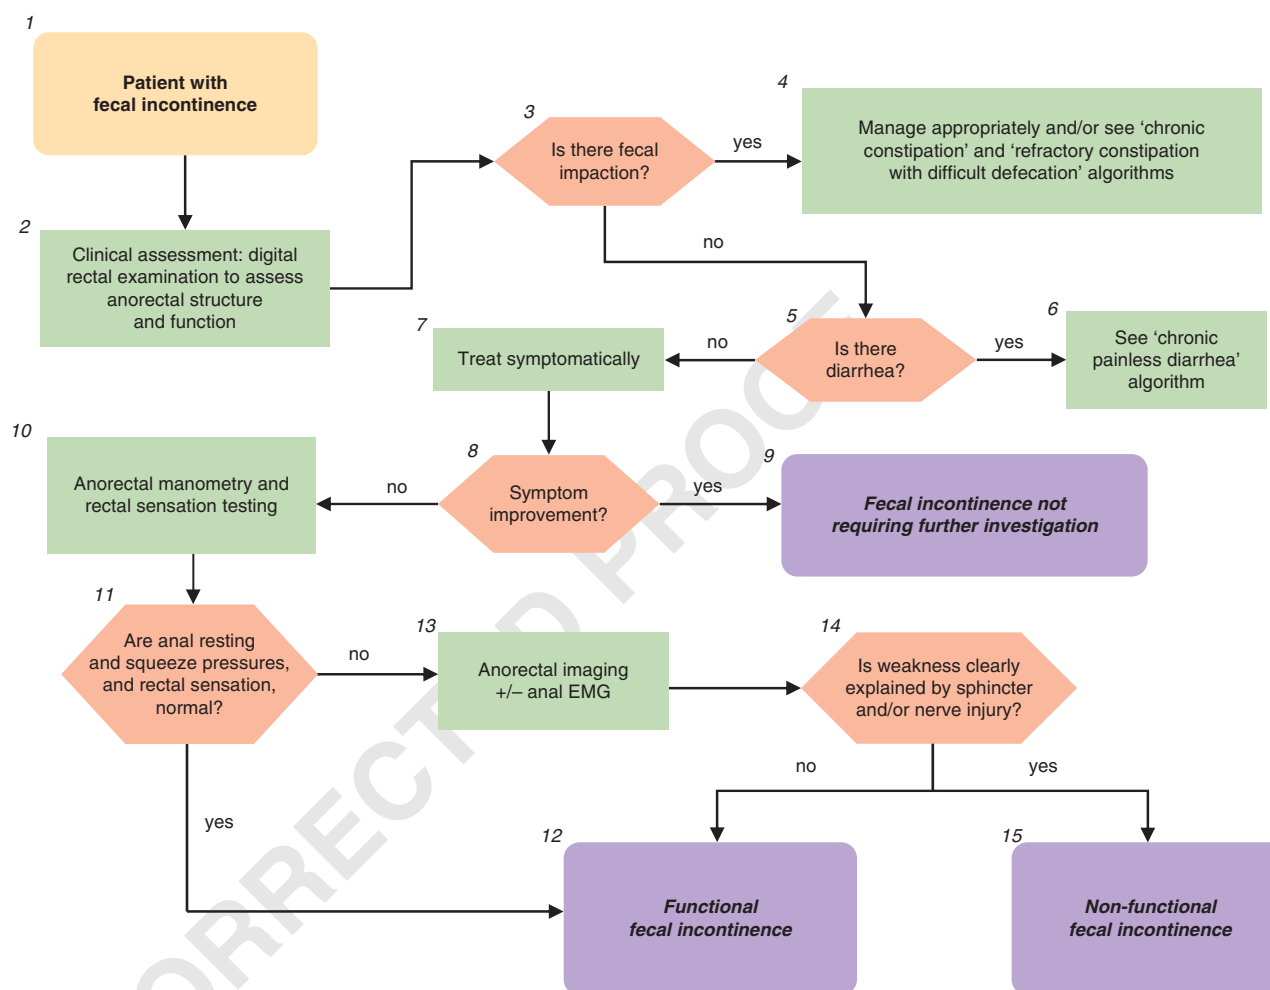 1
Patient with
fecal incontinence
2
Clinical assessment: digital
rectal examination to assess
anorectal structure
and function
3
Is there fecal
impaction?
yes
no
4
Manage appropriately and/or see ‘chronic
constipation’ and ‘refractory constipation
with difficult defecation’ algorithms
5
Is there
diarrhea?
no
yes
6
See ‘chronic
painless diarrhea’
algorithm
7
Treat symptomatically
8
Symptom
improvement?
no
yes
9
Fecal incontinence not
requiring further investigation
10
Anorectal manometry and
rectal sensation testing
11
Are anal resting
and squeeze pressures,
and rectal sensation,
normal?
no
yes
13
Anorectal imaging
+/– anal EMG
14
Is weakness clearly
explained by sphincter
and/or nerve injury?
no
yes
12
Functional
fecal incontinence
15
Non-functional
fecal incontinence